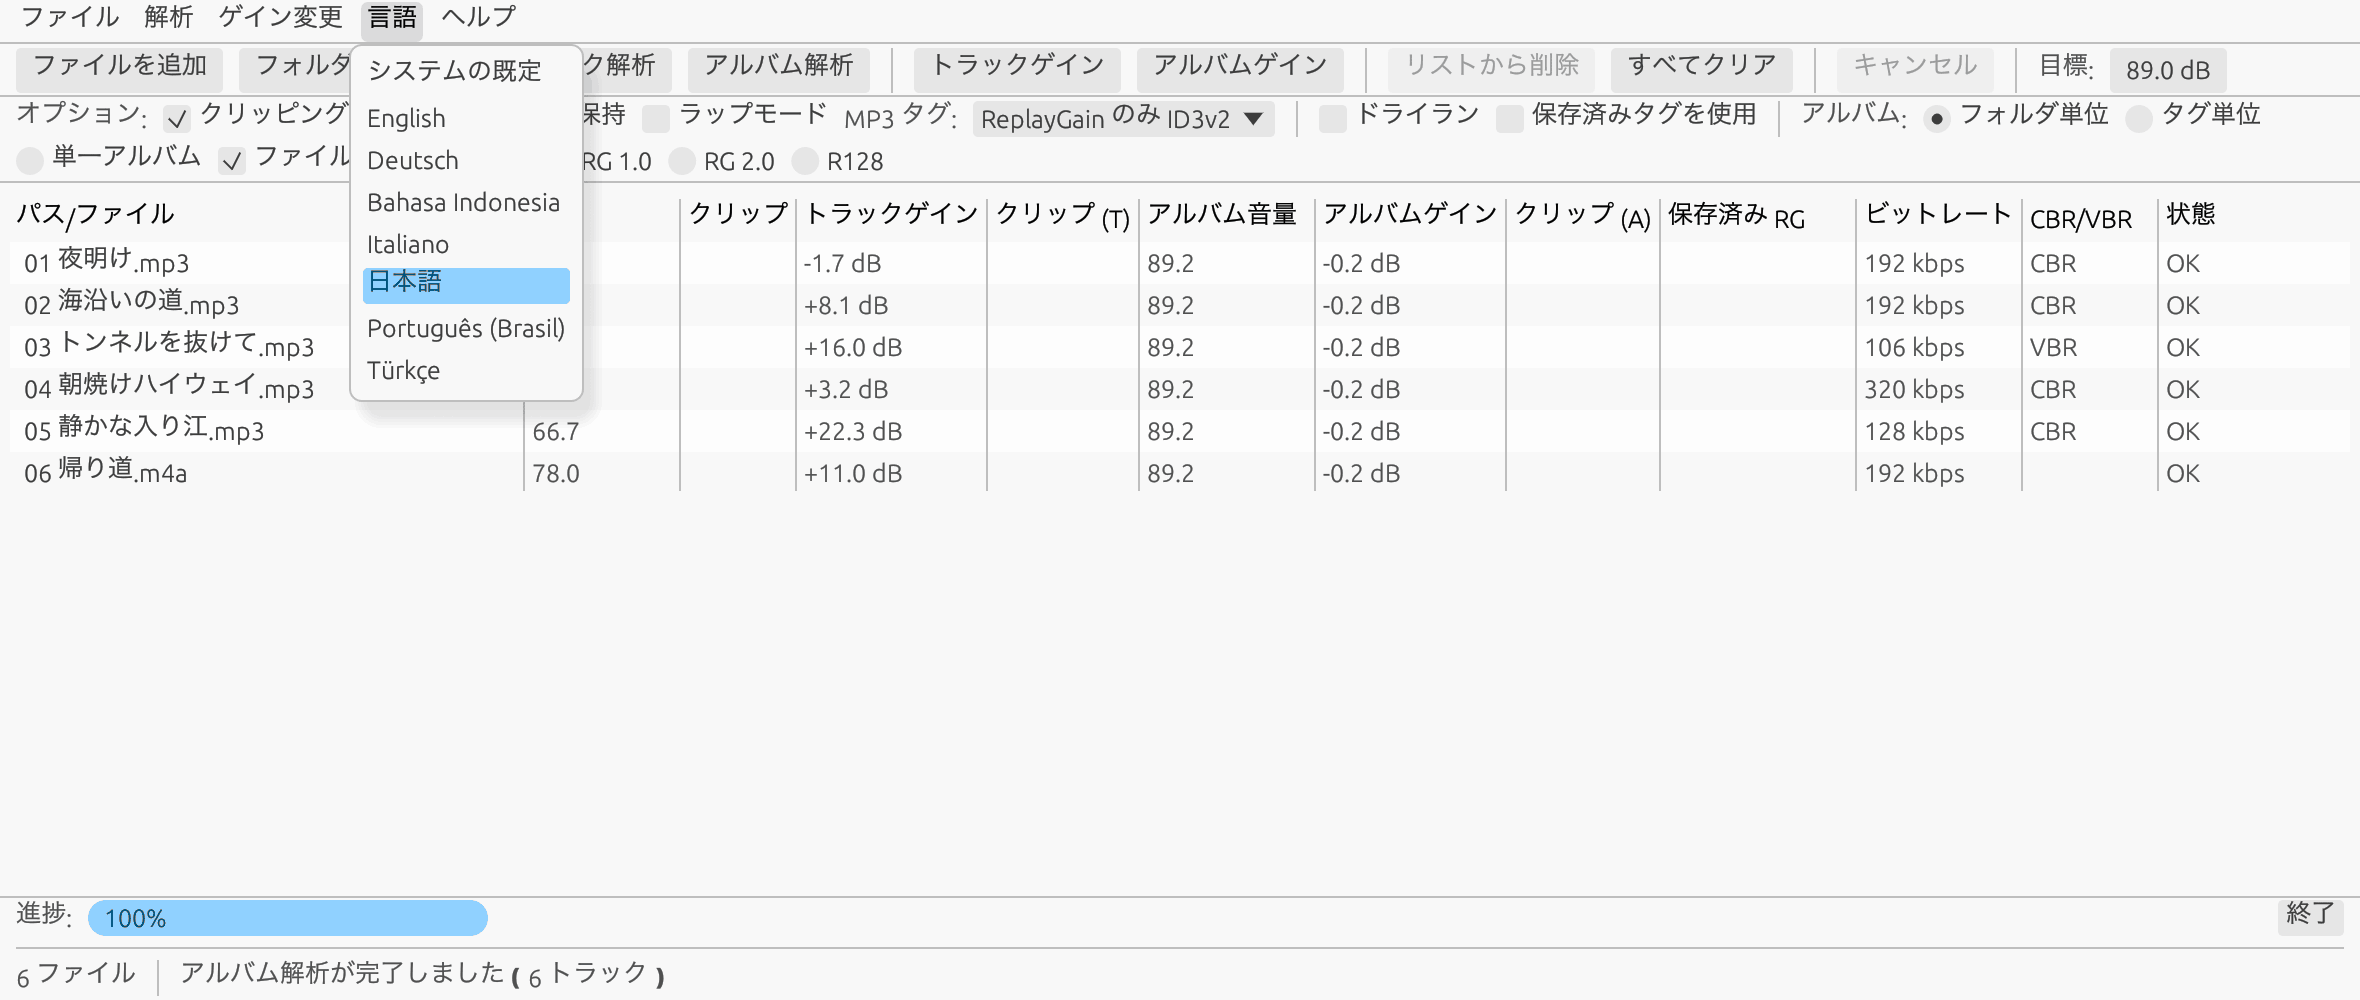 ファイル 解析 ゲイン変更 言語 ヘルプ
ファイルを追加 フォルダ ク解析 アルバム解析 トラックゲイン アルバムゲイン リストから削除 すべてクリア キャンセル 目標: 89.0 dB
オプション: クリッピング 保持 ラップモード MP3 タグ: ReplayGain のみ ID3v2 ドライラン 保存済みタグを使用 アルバム: フォルダ単位 タグ単位
単一アルバム ファイル RG 1.0 RG 2.0 R128
システムの既定
English
Deutsch
Bahasa Indonesia
Italiano
日本語
Português (Brasil)
Türkçe
パス/ファイル クリップ トラックゲイン クリップ (T) アルバム音量 アルバムゲイン クリップ (A) 保存済み RG ビットレート CBR/VBR 状態
01 夜明け.mp3 -1.7 dB 89.2 -0.2 dB 192 kbps CBR OK
02 海沿いの道.mp3 +8.1 dB 89.2 -0.2 dB 192 kbps CBR OK
03 トンネルを抜けて.mp3 +16.0 dB 89.2 -0.2 dB 106 kbps VBR OK
04 朝焼けハイウェイ.mp3 +3.2 dB 89.2 -0.2 dB 320 kbps CBR OK
05 静かな入り江.mp3 66.7 +22.3 dB 89.2 -0.2 dB 128 kbps CBR OK
06 帰り道.m4a 78.0 +11.0 dB 89.2 -0.2 dB 192 kbps OK
進捗: 100% 終了
6 ファイル アルバム解析が完了しました ( 6 トラック )